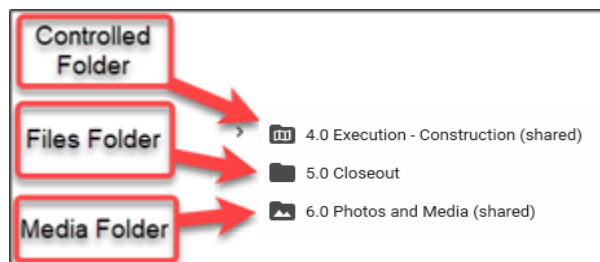 Controlled
Folder
Files Folder
Media Folder
4.0 Execution - Construction (shared)
5.0 Closeout
6.0 Photos and Media (shared)